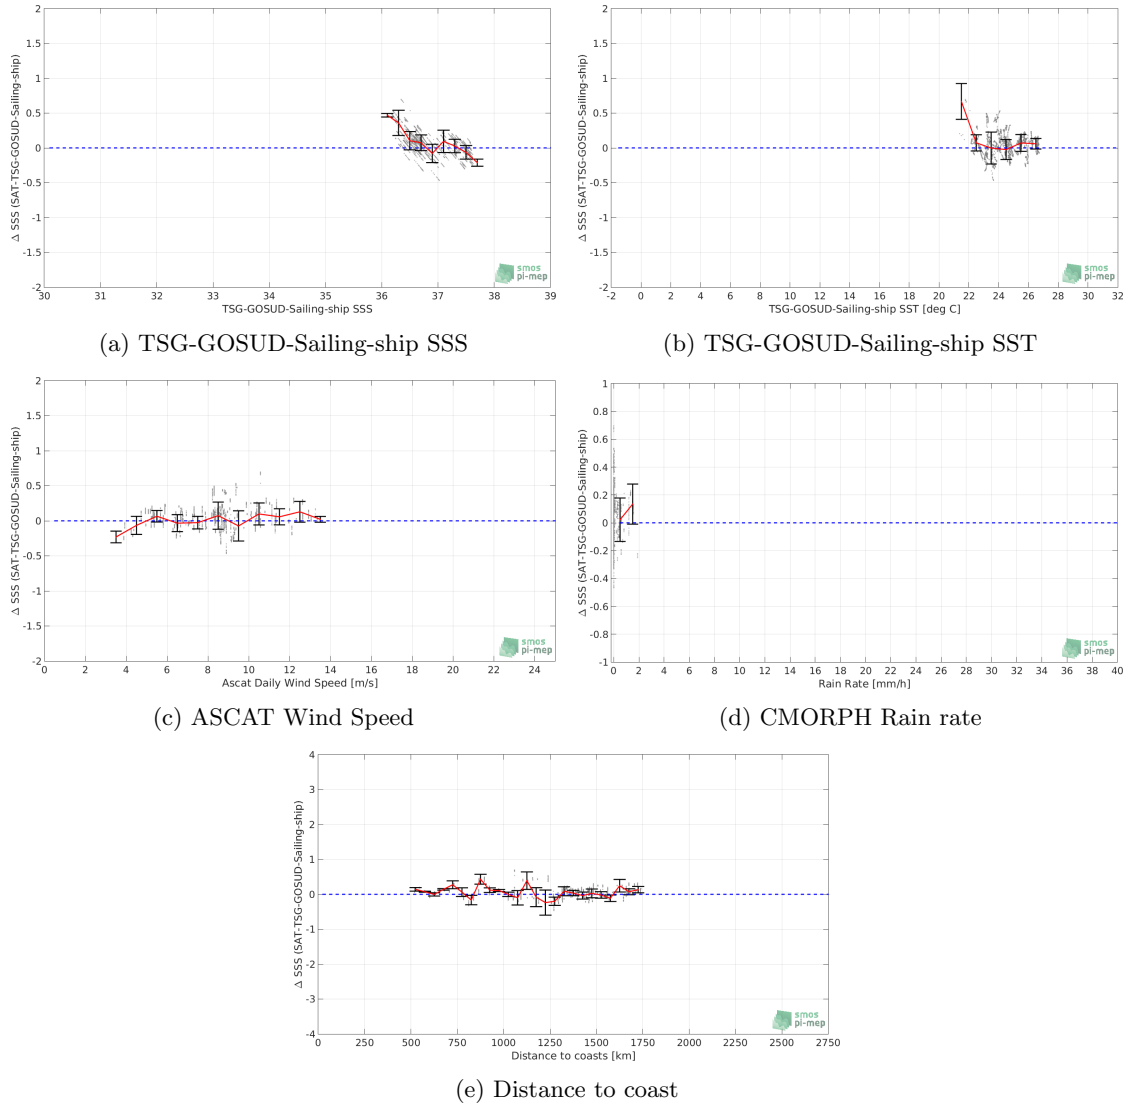 2
1.5
1
0.5
0
-0.5
-1
-1.5
-2
Δ SSS (SAT-TSG-GOSUD-Sailing-ship)
30 31 32 33 34 35 36 37 38 39
TSG-GOSUD-Sailing-ship SSS
smos
pi-mep
(a) TSG-GOSUD-Sailing-ship SSS
2
1.5
1
0.5
0
-0.5
-1
-1.5
-2
Δ SSS (SAT-TSG-GOSUD-Sailing-ship)
-2 0 2 4 6 8 10 12 14 16 18 20 22 24 26 28 30 32
TSG-GOSUD-Sailing-ship SST [deg C]
smos
pi-mep
(b) TSG-GOSUD-Sailing-ship SST
2
1.5
1
0.5
0
-0.5
-1
-1.5
-2
Δ SSS (SAT-TSG-GOSUD-Sailing-ship)
0 2 4 6 8 10 12 14 16 18 20 22 24
Ascat Daily Wind Speed [m/s]
smos
pi-mep
(c) ASCAT Wind Speed
1
0.8
0.6
0.4
0.2
0
-0.2
-0.4
-0.6
-0.8
-1
Δ SSS (SAT-TSG-GOSUD-Sailing-ship)
0 2 4 6 8 10 12 14 16 18 20 22 24 26 28 30 32 34 36 38 40
Rain Rate [mm/h]
smos
pi-mep
(d) CMORPH Rain rate
4
3
2
1
0
-1
-2
-3
-4
Δ SSS (SAT-TSG-GOSUD-Sailing-ship)
0 250 500 750 1000 1250 1500 1750 2000 2250 2500 2750
Distance to coasts [km]
smos
pi-mep
(e) Distance to coast